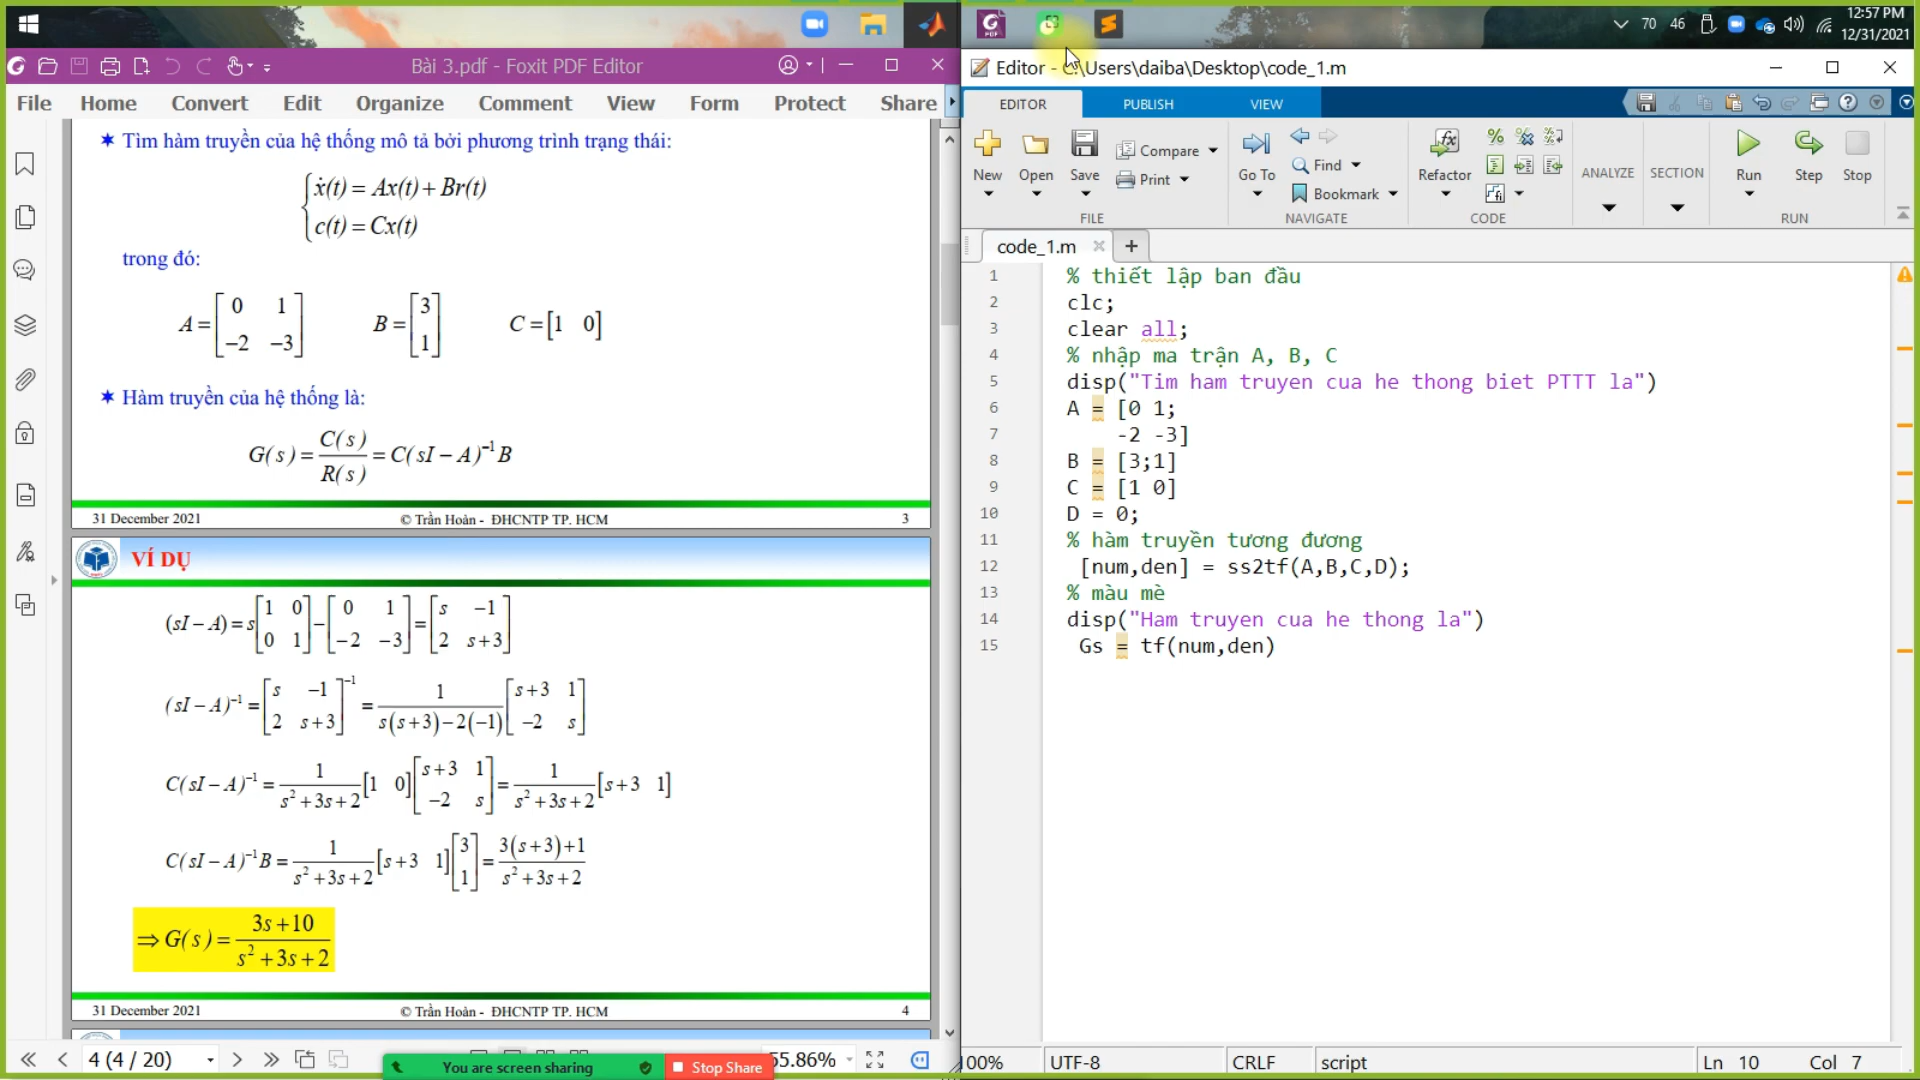 70 46
12:57 PM
12/31/2021
Bài 3.pdf - Foxit PDF Editor
File Home Convert Edit Organize Comment View Form Protect Share
★ Tìm hàm truyền của hệ thống mô tả bởi phương trình trạng thái:
ẋ(t) = Ax(t) + Br(t)
c(t) = Cx(t)
trong đó:
A = [0 1; −2 −3] B = [3; 1] C = [1 0]
★ Hàm truyền của hệ thống là:
G(s) = C(s)/R(s) = C(sI − A)⁻¹B
31 December 2021 © Trần Hoàn - ĐHCNTP TP. HCM 3
VÍ DỤ
(sI − A) = s[1 0; 0 1] − [0 1; −2 −3] = [s −1; 2 s+3]
(sI − A)⁻¹ = [s −1; 2 s+3]⁻¹ = 1/(s(s+3)−2(−1)) [s+3 1; −2 s]
C(sI − A)⁻¹ = 1/(s²+3s+2) [1 0][s+3 1; −2 s] = 1/(s²+3s+2) [s+3 1]
C(sI − A)⁻¹B = 1/(s²+3s+2) [s+3 1][3; 1] = (3(s+3)+1)/(s²+3s+2)
⇒ G(s) = (3s+10)/(s²+3s+2)
31 December 2021 © Trần Hoàn - ĐHCNTP TP. HCM 4
4 (4 / 20)
You are screen sharing Stop Share
55.86%
Editor - C:\Users\daiba\Desktop\code_1.m
EDITOR PUBLISH VIEW
New Open Save Compare Print
Go To Find Bookmark
Refactor
ANALYZE SECTION
Run Step Stop
FILE NAVIGATE CODE RUN
code_1.m
1 % thiết lập ban đầu
2 clc;
3 clear all;
4 % nhập ma trận A, B, C
5 disp("Tim ham truyen cua he thong biet PTTT la")
6 A = [0 1;
7 -2 -3]
8 B = [3;1]
9 C = [1 0]
10 D = 0;
11 % hàm truyền tương đương
12 [num,den] = ss2tf(A,B,C,D);
13 % màu mè
14 disp("Ham truyen cua he thong la")
15 Gs = tf(num,den)
100% UTF-8 CRLF script Ln 10 Col 7